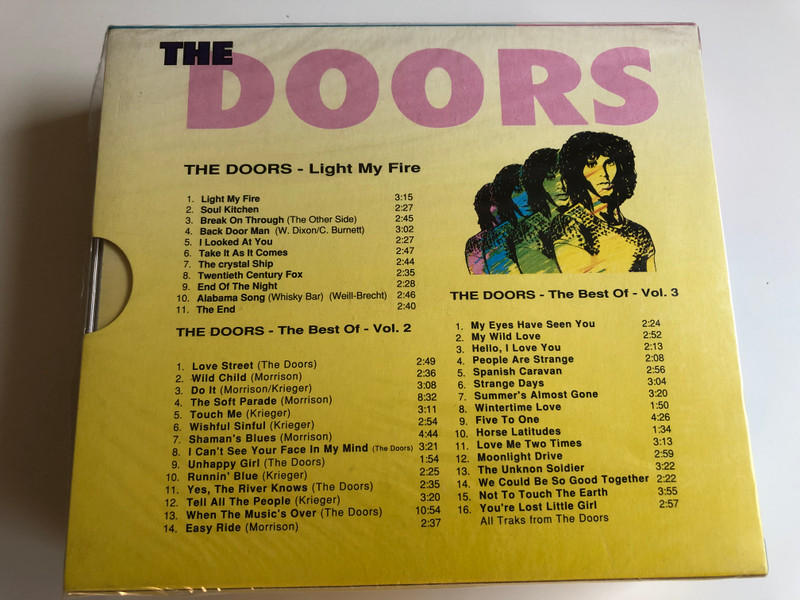 THE
DOORS
THE DOORS - Light My Fire
1. Light My Fire 3:15
2. Soul Kitchen 2:27
3. Break On Through (The Other Side) 2:45
4. Back Door Man (W. Dixon/C. Burnett) 3:02
5. I Looked At You 2:27
6. Take It As It Comes 2:47
7. The crystal Ship 2:44
8. Twentieth Century Fox 2:35
9. End Of The Night 2:28
10. Alabama Song (Whisky Bar) (Weill-Brecht) 2:46
11. The End 2:40
THE DOORS - The Best Of - Vol. 2
1. Love Street (The Doors) 2:49
2. Wild Child (Morrison) 2:36
3. Do It (Morrison/Krieger) 3:08
4. The Soft Parade (Morrison) 8:32
5. Touch Me (Krieger) 3:11
6. Wishful Sinful (Krieger) 2:54
7. Shaman's Blues (Morrison) 4:44
8. I Can't See Your Face In My Mind (The Doors) 3:21
9. Unhappy Girl (The Doors) 1:54
10. Runnin' Blue (Krieger) 2:25
11. Yes, The River Knows (The Doors) 2:35
12. Tell All The People (Krieger) 3:20
13. When The Music's Over (The Doors) 10:54
14. Easy Ride (Morrison) 2:37
THE DOORS - The Best Of - Vol. 3
1. My Eyes Have Seen You 2:24
2. My Wild Love 2:52
3. Hello, I Love You 2:13
4. People Are Strange 2:08
5. Spanish Caravan 2:56
6. Strange Days 3:04
7. Summer's Almost Gone 3:20
8. Wintertime Love 1:50
9. Five To One 4:26
10. Horse Latitudes 1:34
11. Love Me Two Times 3:13
12. Moonlight Drive 2:59
13. The Unknon Soldier 3:22
14. We Could Be So Good Together 2:22
15. Not To Touch The Earth 3:55
16. You're Lost Little Girl 2:57
All Traks from The Doors